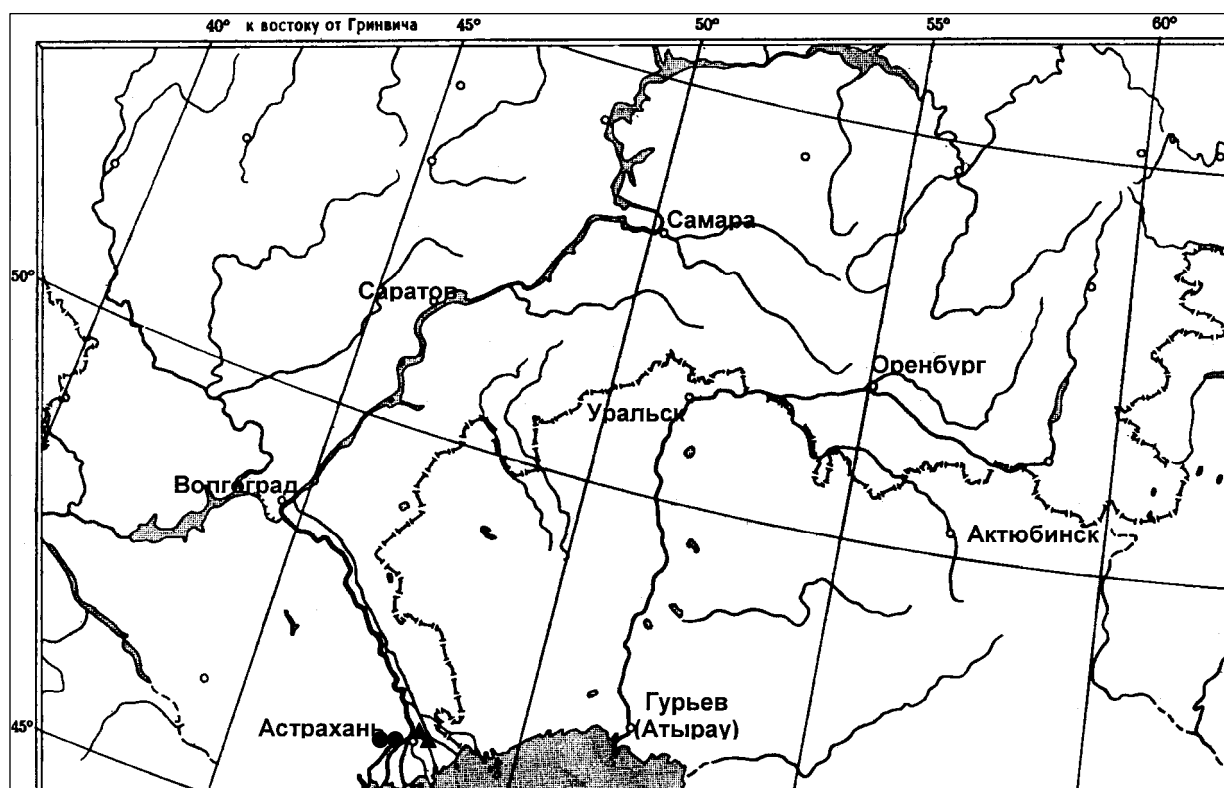 40° к востоку от Гринвича 45° 50° 55° 60°
Самара
50°
Саратов
Оренбург
Уральск
Волгоград
Актюбинск
Гурьев
(Атырау)
45°
Астрахань